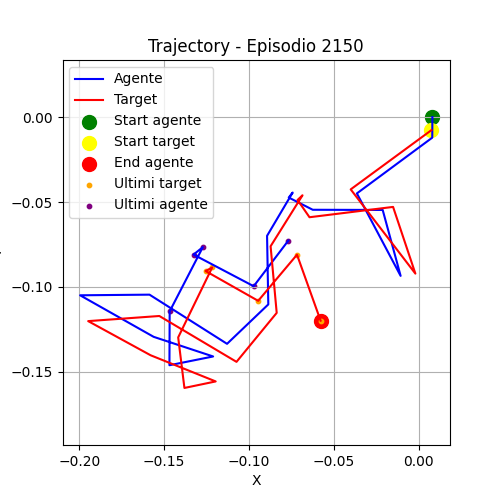 Trajectory - Episodio 2150
Agente
Target
Start agente
Start target
End agente
Ultimi target
Ultimi agente
0.00
−0.05
−0.10
−0.15
−0.20
−0.15
−0.10
−0.05
0.00
X